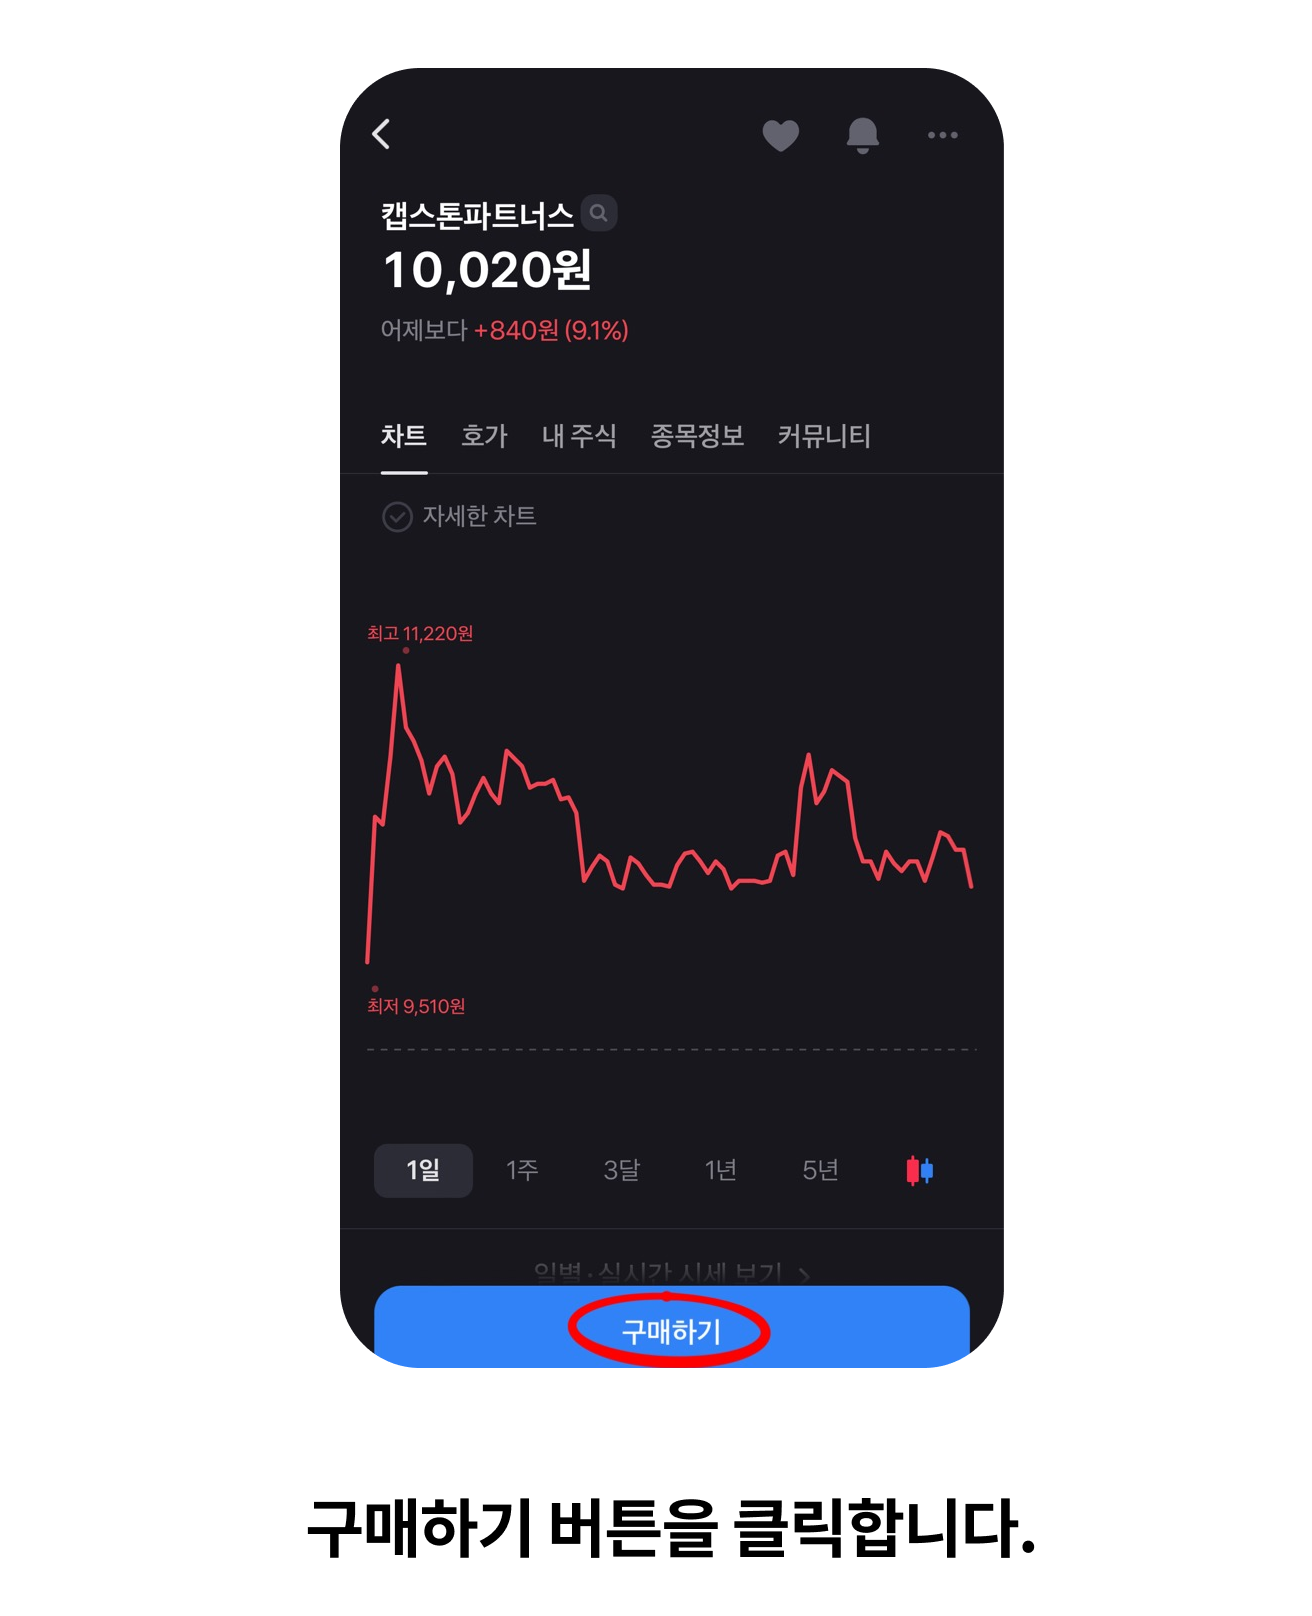 캡스톤파트너스
10,020원
어제보다 +840원 (9.1%)
차트 호가 내 주식 종목정보 커뮤니티
자세한 차트
최고 11,220원
최저 9,510원
1일 1주 3달 1년 5년
일별 · 실시간 시세 보기
구매하기
구매하기 버튼을 클릭합니다.